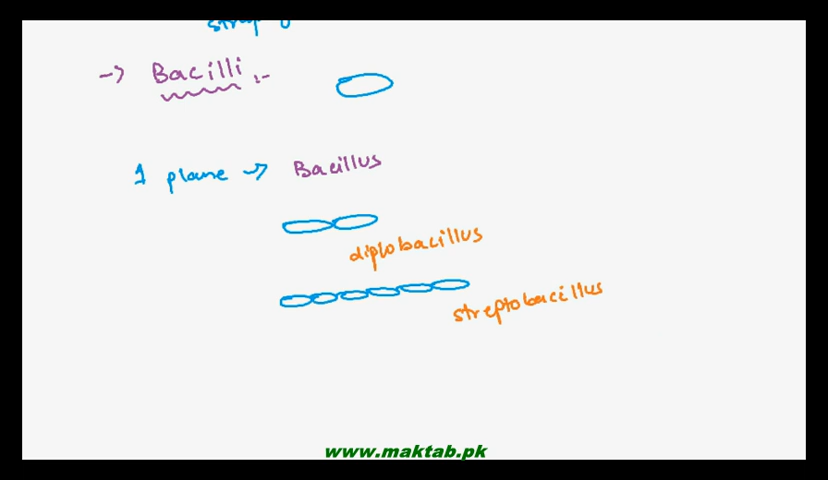 -> Bacilli :-
1 plane -> Bacillus
diplobacillus
streptobacillus
www.maktab.pk